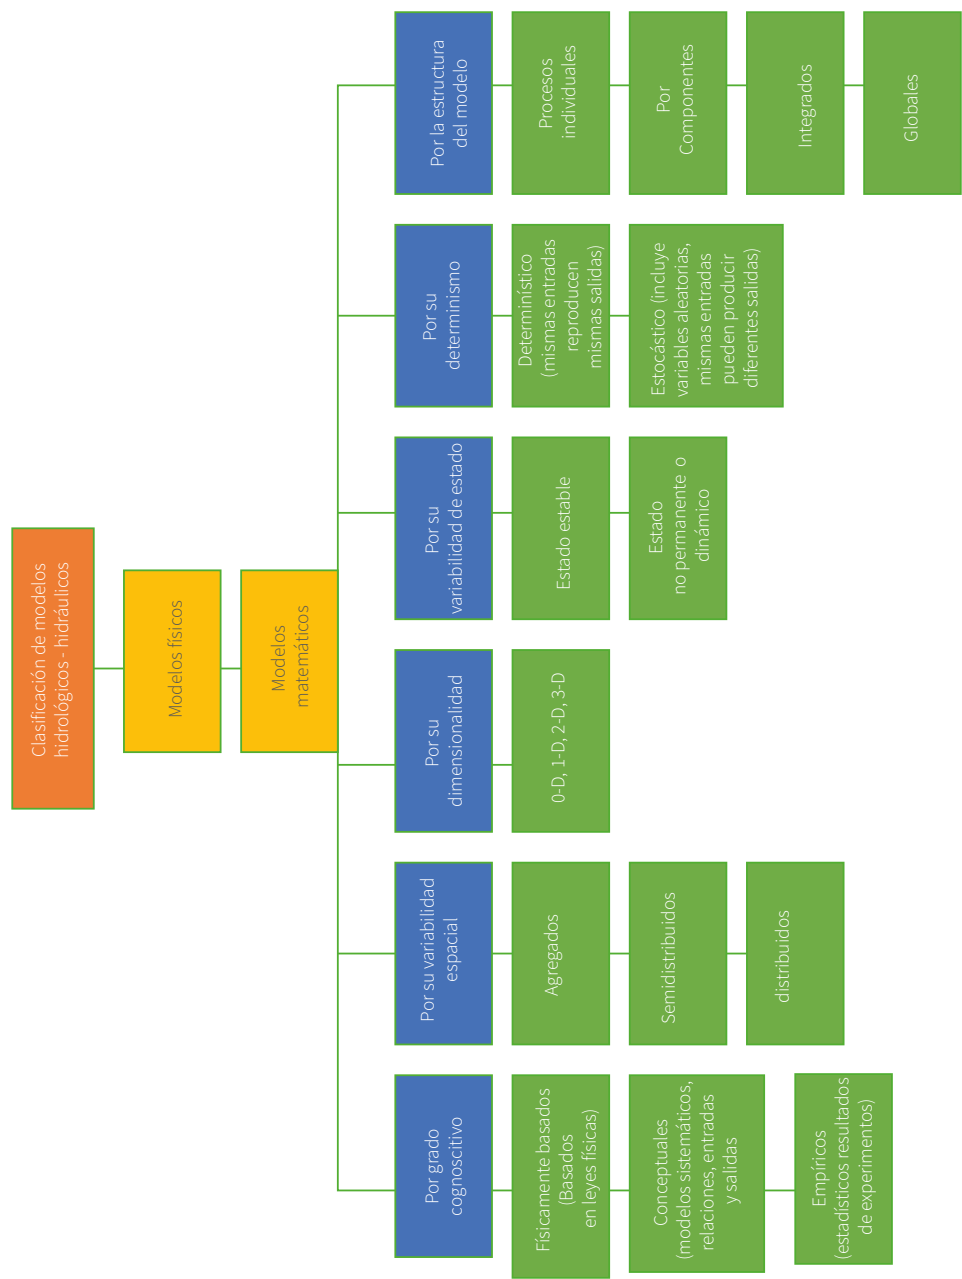 Clasificación de modelos
hidrológicos - hidráulicos
Modelos físicos
Modelos
matemáticos
Por grado
cognoscitivo
Físicamente basados
(Basados
en leyes físicas)
Conceptuales
(modelos sistemáticos,
relaciones, entradas
y salidas
Empíricos
(estadísticos resultados
de experimentos)
Por su variabilidad
espacial
Agregados
Semidistribuidos
distribuidos
Por su
dimensionalidad
0-D, 1-D, 2-D, 3-D
Por su
variabilidad de estado
Estado estable
Estado
no permanente o
dinámico
Por su
determinismo
Determinístico
(mismas entradas
reproducen
mismas salidas)
Estocástico (incluye
variables aleatorias,
mismas entradas
pueden producir
diferentes salidas)
Por la estructura
del modelo
Procesos
individuales
Por
Componentes
Integrados
Globales